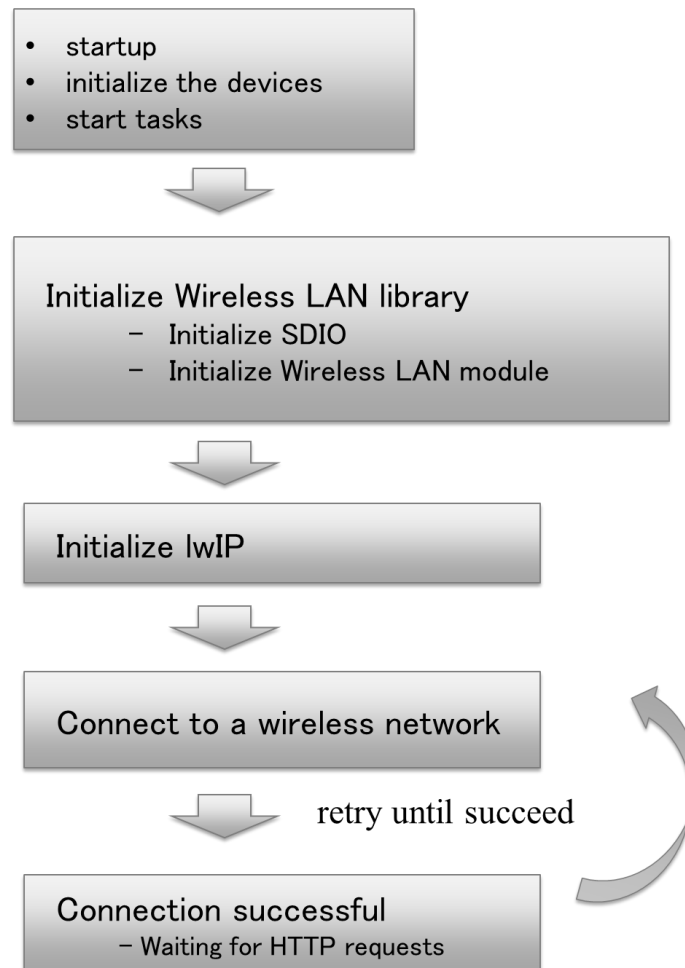 • startup
• initialize the devices
• start tasks
Initialize Wireless LAN library
– Initialize SDIO
– Initialize Wireless LAN module
Initialize lwIP
Connect to a wireless network
retry until succeed
Connection successful
– Waiting for HTTP requests